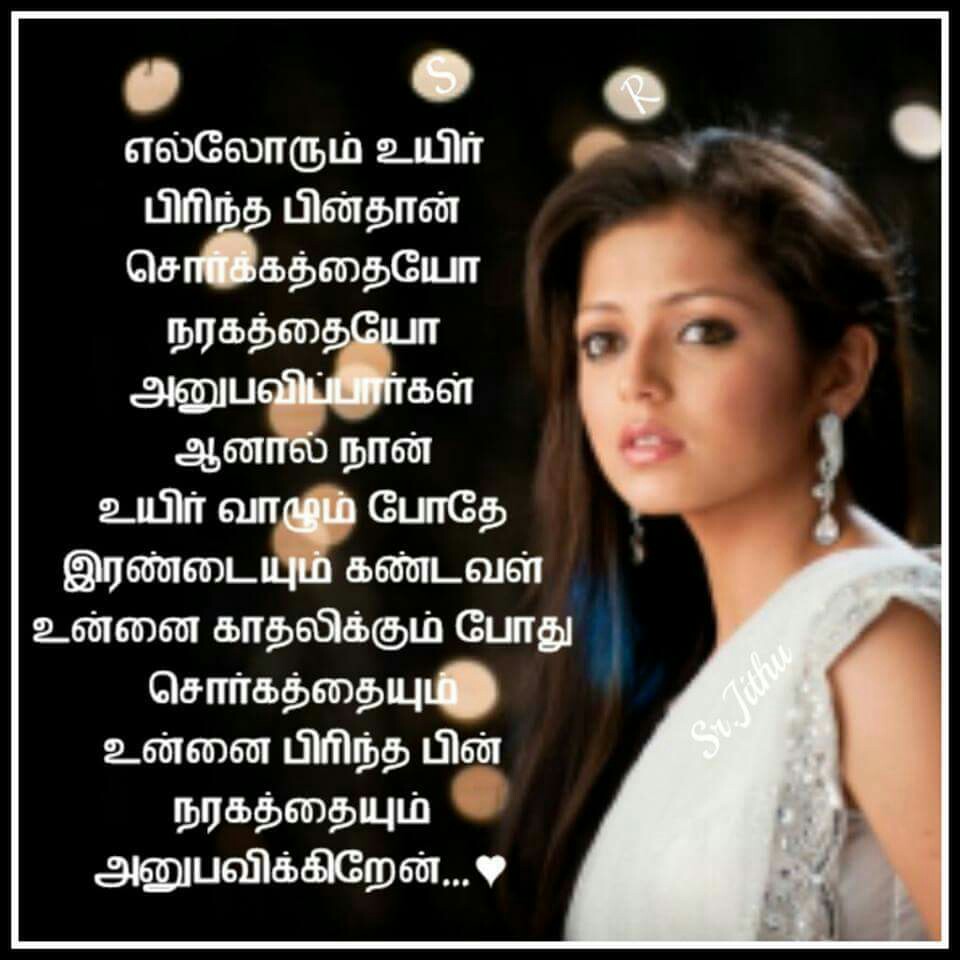 S R
எல்லோரும் உயிர்
பிரிந்த பின்தான்
சொர்க்கத்தையோ
நரகத்தையோ
அனுபவிப்பார்கள்
ஆனால் நான்
உயிர் வாழும் போதே
இரண்டையும் கண்டவள்
உன்னை காதலிக்கும் போது
சொர்கத்தையும்
உன்னை பிரிந்த பின்
நரகத்தையும்
அனுபவிக்கிறேன்...♥
Sr.Jithu